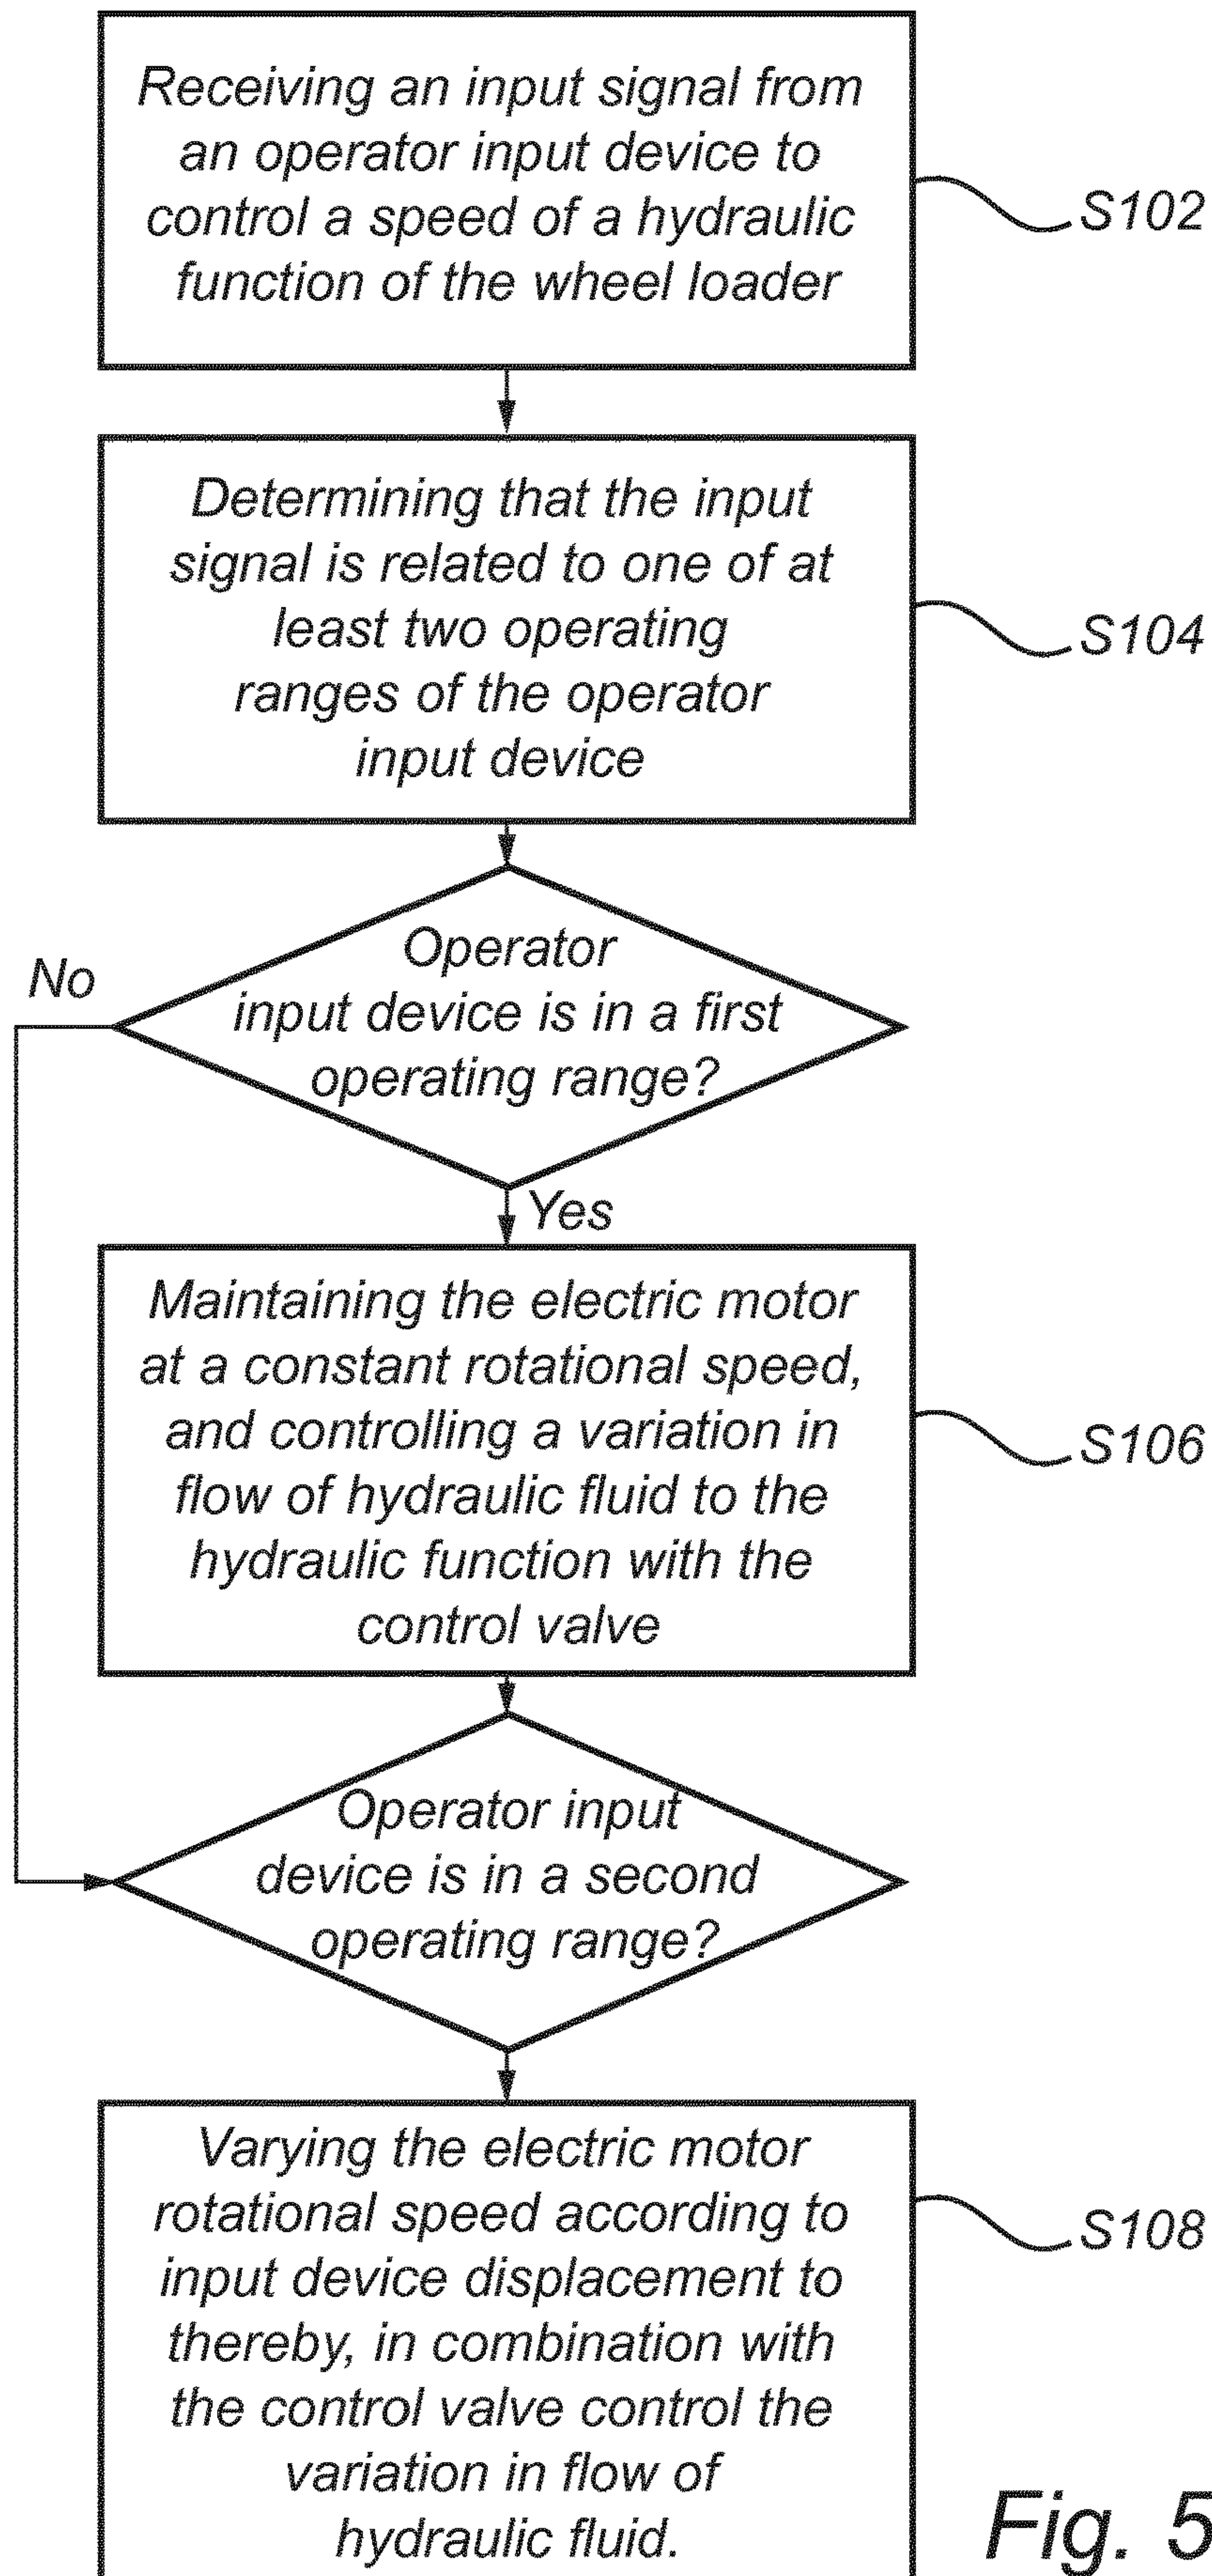 Receiving an input signal from
an operator input device to
control a speed of a hydraulic
function of the wheel loader
S102
Determining that the input
signal is related to one of at
least two operating
ranges of the operator
input device
S104
Operator
input device is in a first
operating range?
No
Yes
Maintaining the electric motor
at a constant rotational speed,
and controlling a variation in
flow of hydraulic fluid to the
hydraulic function with the
control valve
S106
Operator input
device is in a second
operating range?
Varying the electric motor
rotational speed according to
input device displacement to
thereby, in combination with
the control valve control the
variation in flow of
hydraulic fluid.
S108
Fig. 5